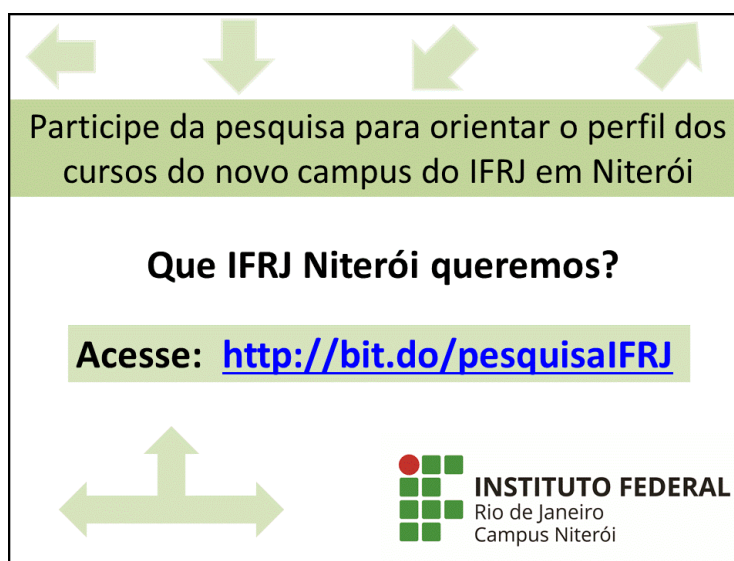 Participe da pesquisa para orientar o perfil dos
cursos do novo campus do IFRJ em Niterói
Que IFRJ Niterói queremos?
Acesse: http://bit.do/pesquisaIFRJ
INSTITUTO FEDERAL
Rio de Janeiro
Campus Niterói